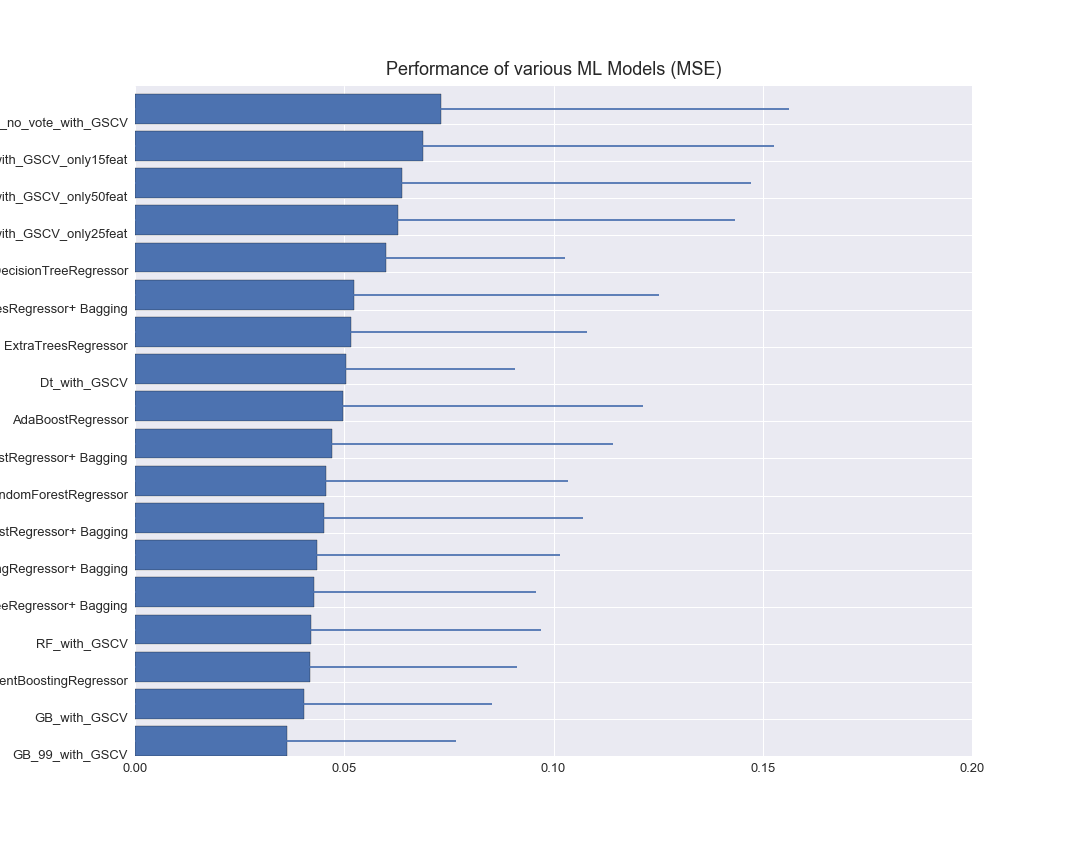 Performance of various ML Models (MSE)
_no_vote_with_GSCV
with_GSCV_only15feat
with_GSCV_only50feat
with_GSCV_only25feat
DecisionTreeRegressor
esRegressor+ Bagging
ExtraTreesRegressor
Dt_with_GSCV
AdaBoostRegressor
stRegressor+ Bagging
ndomForestRegressor
stRegressor+ Bagging
ngRegressor+ Bagging
eeRegressor+ Bagging
RF_with_GSCV
entBoostingRegressor
GB_with_GSCV
GB_99_with_GSCV
0.00 0.05 0.10 0.15 0.20